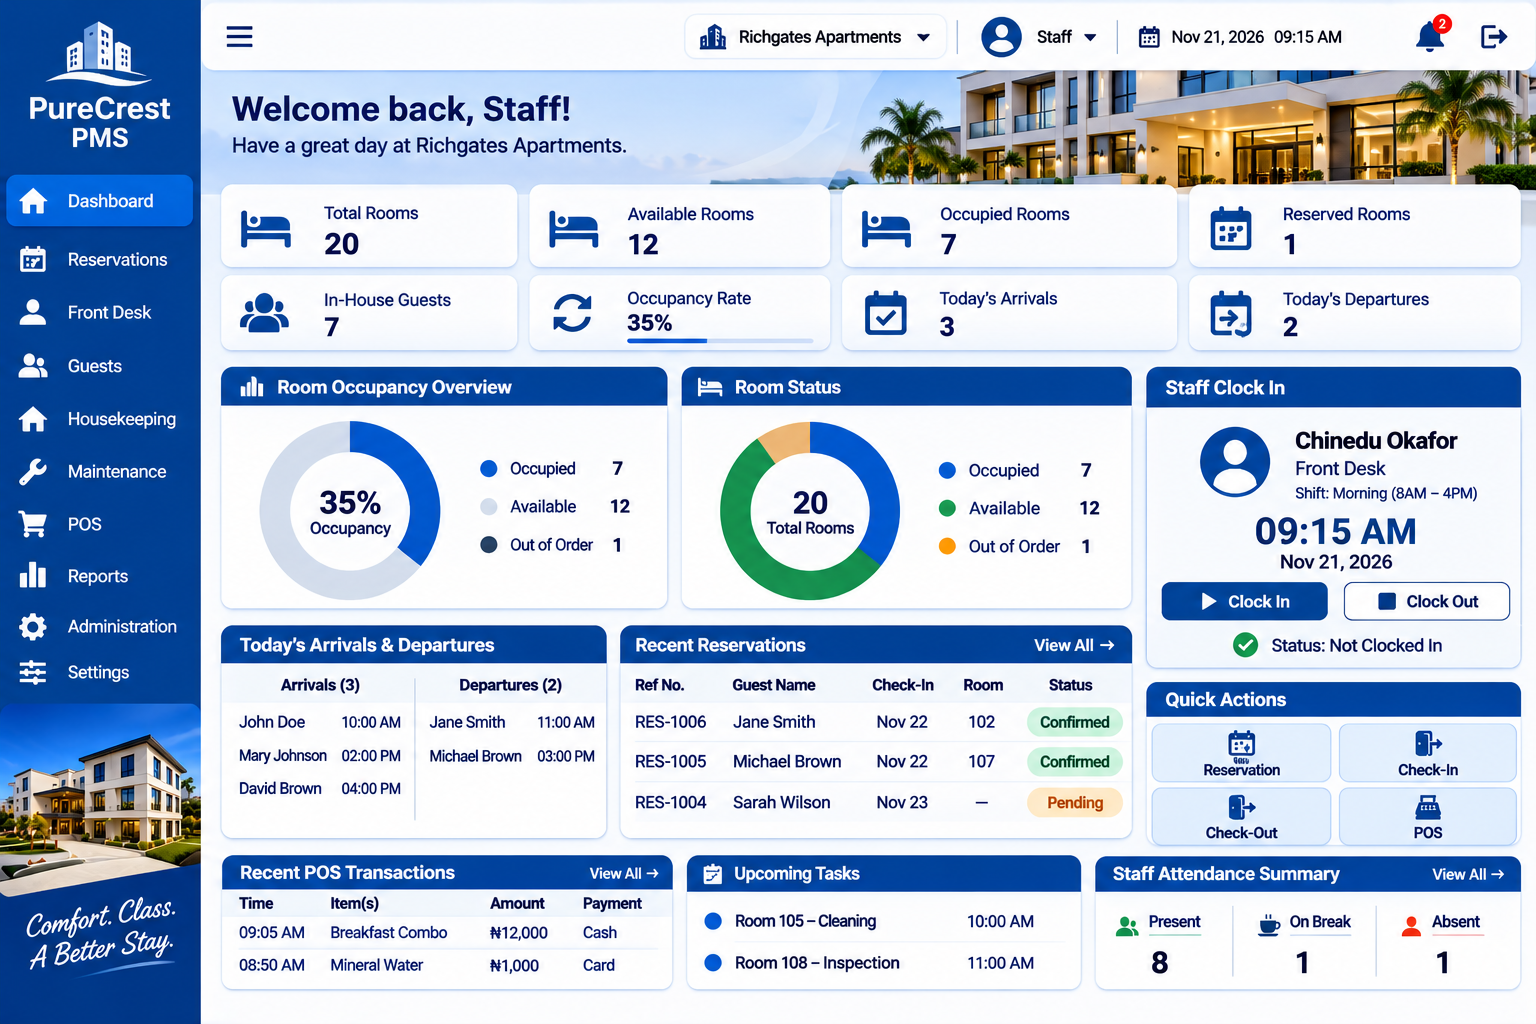 PureCrest
PMS
Dashboard
Reservations
Front Desk
Guests
Housekeeping
Maintenance
POS
Reports
Administration
Settings
Comfort. Class.
A Better Stay.
Richgates Apartments
Staff
Nov 21, 2026 09:15 AM
2
Welcome back, Staff!
Have a great day at Richgates Apartments.
Total Rooms
20
Available Rooms
12
Occupied Rooms
7
Reserved Rooms
1
In-House Guests
7
Occupancy Rate
35%
Today's Arrivals
3
Today's Departures
2
Room Occupancy Overview
35%
Occupancy
Occupied 7
Available 12
Out of Order 1
Room Status
20
Total Rooms
Occupied 7
Available 12
Out of Order 1
Staff Clock In
Chinedu Okafor
Front Desk
Shift: Morning (8AM – 4PM)
09:15 AM
Nov 21, 2026
Clock In
Clock Out
Status: Not Clocked In
Today's Arrivals & Departures
Arrivals (3)
John Doe 10:00 AM
Mary Johnson 02:00 PM
David Brown 04:00 PM
Departures (2)
Jane Smith 11:00 AM
Michael Brown 03:00 PM
Recent Reservations View All →
Ref No. Guest Name Check-In Room Status
RES-1006 Jane Smith Nov 22 102 Confirmed
RES-1005 Michael Brown Nov 22 107 Confirmed
RES-1004 Sarah Wilson Nov 23 — Pending
Quick Actions
Reservation
Check-In
Check-Out
POS
Recent POS Transactions View All →
Time Item(s) Amount Payment
09:05 AM Breakfast Combo ₦12,000 Cash
08:50 AM Mineral Water ₦1,000 Card
Upcoming Tasks
Room 105 – Cleaning 10:00 AM
Room 108 – Inspection 11:00 AM
Staff Attendance Summary View All →
Present
8
On Break
1
Absent
1